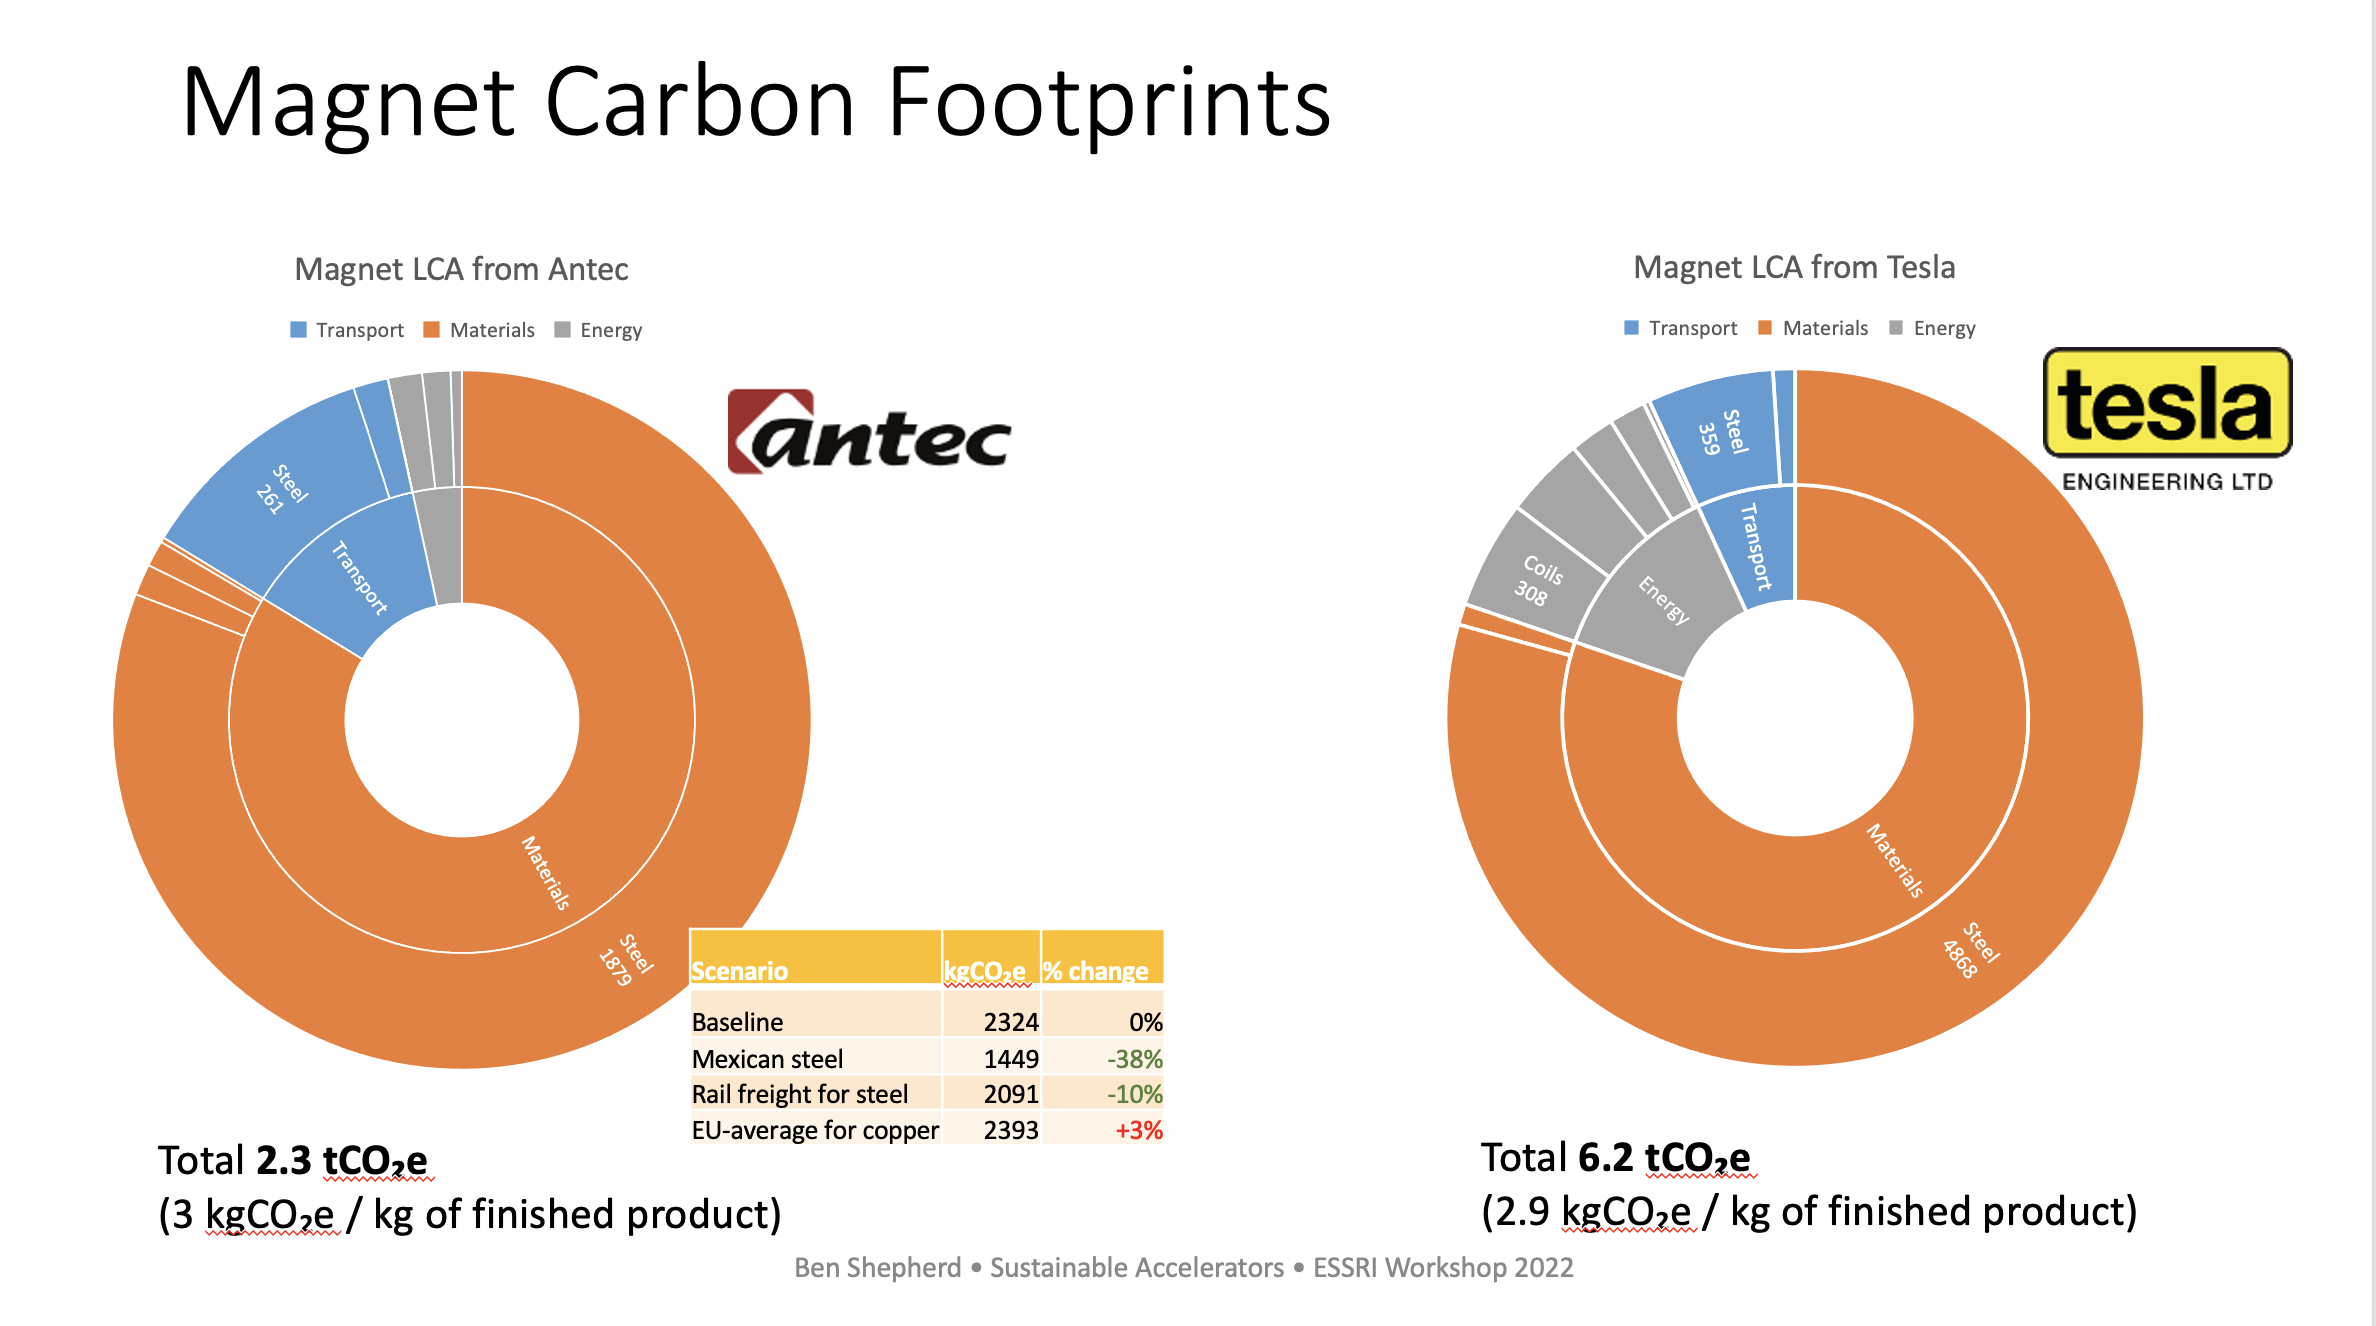 Magnet Carbon Footprints
Magnet LCA from Antec
Transport Materials Energy
Steel
261
Transport
Materials
Steel
1879
antec
Scenario kgCO₂e % change
Baseline 2324 0%
Mexican steel 1449 -38%
Rail freight for steel 2091 -10%
EU-average for copper 2393 +3%
Total 2.3 tCO₂e
(3 kgCO₂e / kg of finished product)
Magnet LCA from Tesla
Transport Materials Energy
Steel
359
Transport
Coils
308
Energy
Materials
Steel
4868
tesla
ENGINEERING LTD
Total 6.2 tCO₂e
(2.9 kgCO₂e / kg of finished product)
Ben Shepherd • Sustainable Accelerators • ESSRI Workshop 2022